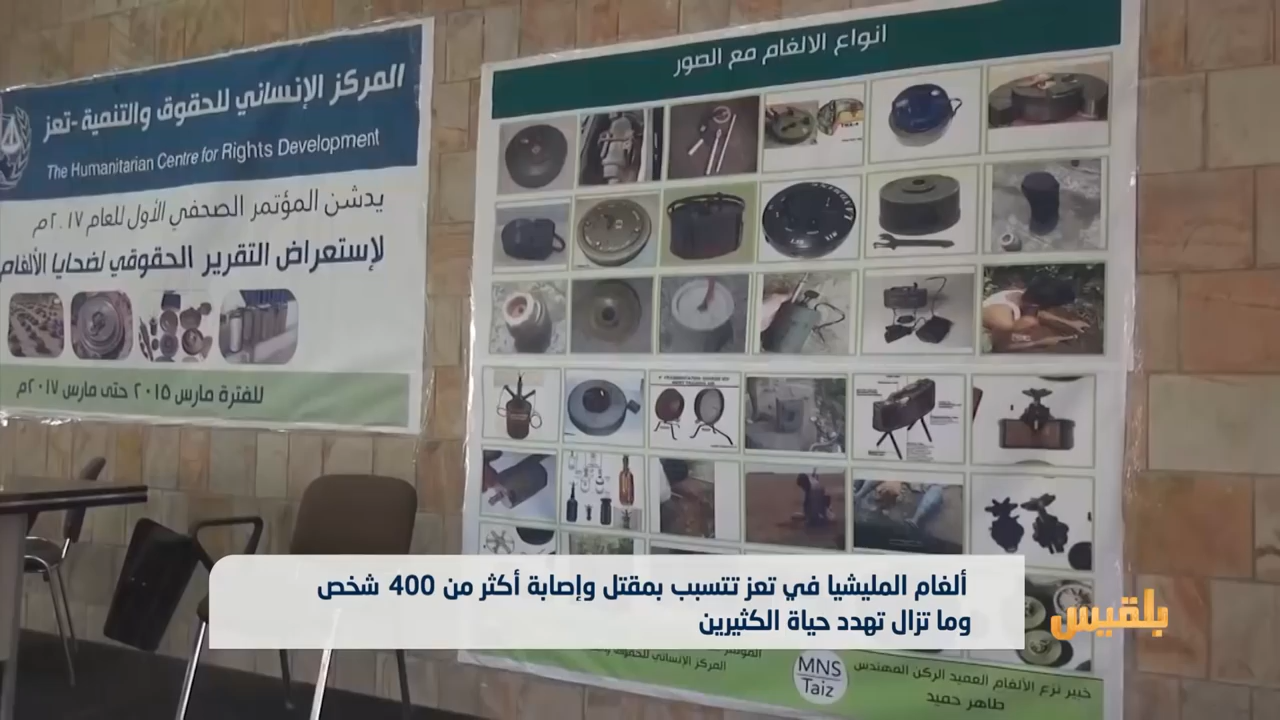 المركز الإنساني للحقوق والتنمية -تعز
The Humanitarian Centre for Rights Development
يدشن المؤتمر الصحفي الأول للعام ٢٠١٧م
لإستعراض التقرير الحقوقي لضحايا الألغام
للفترة مارس ٢٠١٥ حتى مارس ٢٠١٧م
انواع الالغام مع الصور
ألغام المليشيا في تعز تتسبب بمقتل وإصابة أكثر من 400 شخص
وما تزال تهدد حياة الكثيرين
بلقيس
المركز الإنساني للحقوق
MNS
Taiz
خبير نزع الألغام العميد الركن المهندس
طاهر حميد